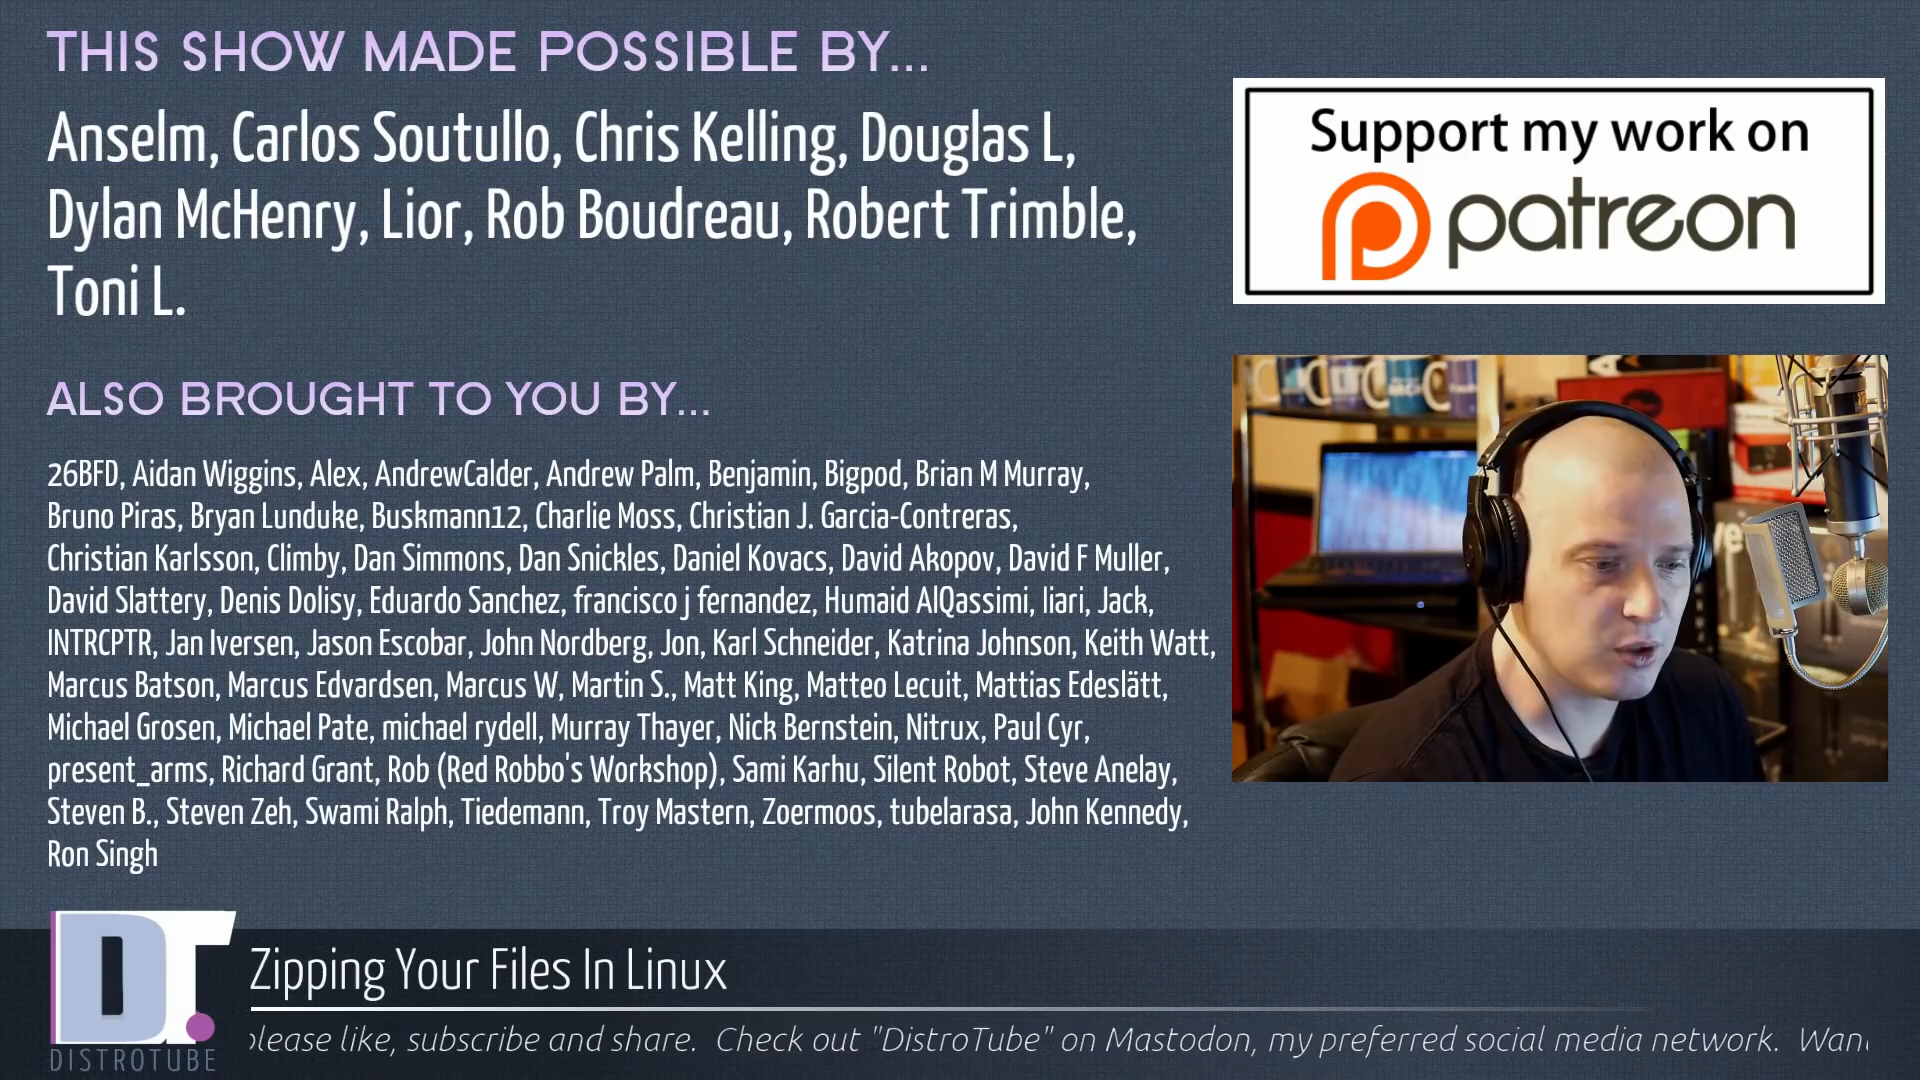 THIS SHOW MADE POSSIBLE BY...
Anselm, Carlos Soutullo, Chris Kelling, Douglas L,
Dylan McHenry, Lior, Rob Boudreau, Robert Trimble,
Toni L.
Support my work on
patreon
ALSO BROUGHT TO YOU BY...
26BFD, Aidan Wiggins, Alex, AndrewCalder, Andrew Palm, Benjamin, Bigpod, Brian M Murray,
Bruno Piras, Bryan Lunduke, Buskmann12, Charlie Moss, Christian J. Garcia-Contreras,
Christian Karlsson, Climby, Dan Simmons, Dan Snickles, Daniel Kovacs, David Akopov, David F Muller,
David Slattery, Denis Dolisy, Eduardo Sanchez, francisco j fernandez, Humaid AlQassimi, liari, Jack,
INTRCPTR, Jan Iversen, Jason Escobar, John Nordberg, Jon, Karl Schneider, Katrina Johnson, Keith Watt,
Marcus Batson, Marcus Edvardsen, Marcus W, Martin S., Matt King, Matteo Lecuit, Mattias Edeslätt,
Michael Grosen, Michael Pate, michael rydell, Murray Thayer, Nick Bernstein, Nitrux, Paul Cyr,
present_arms, Richard Grant, Rob (Red Robbo's Workshop), Sami Karhu, Silent Robot, Steve Anelay,
Steven B., Steven Zeh, Swami Ralph, Tiedemann, Troy Mastern, Zoermoos, tubelarasa, John Kennedy,
Ron Singh
DT.
DISTROTUBE
Zipping Your Files In Linux
please like, subscribe and share. Check out "DistroTube" on Mastodon, my preferred social media network.